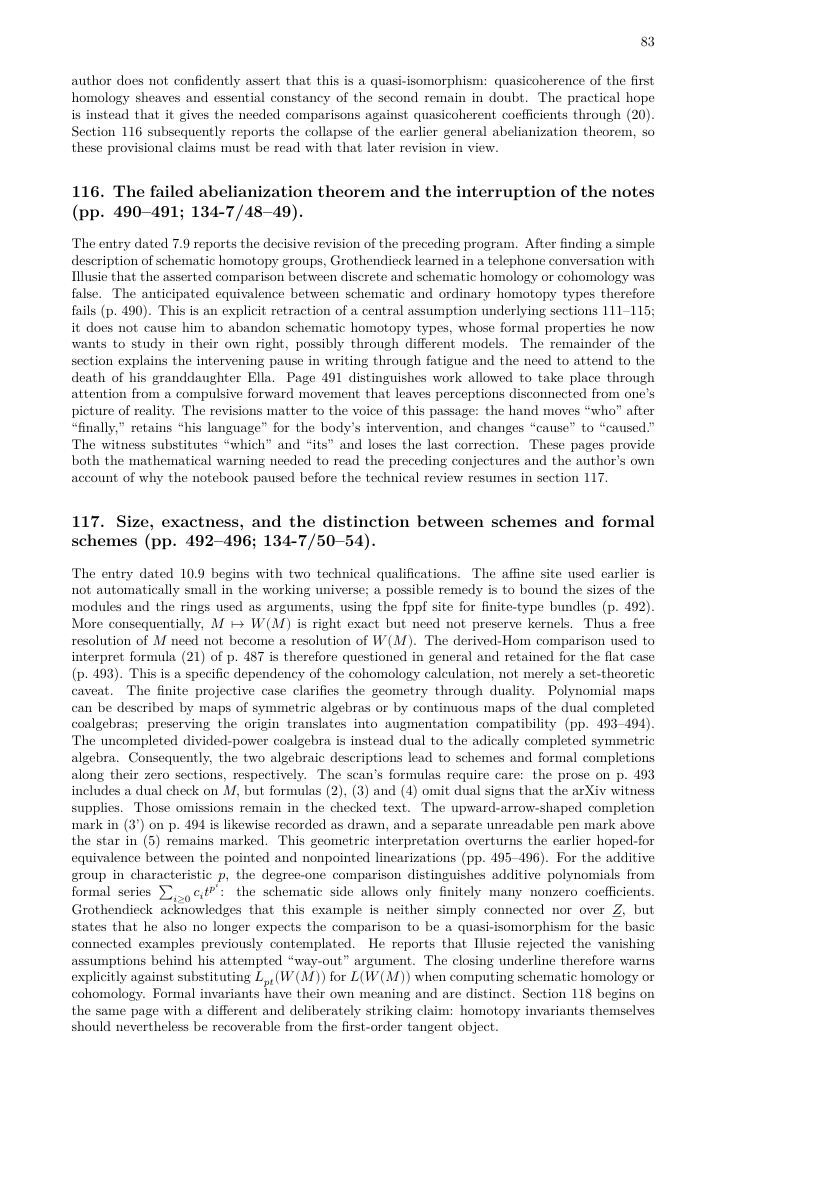 83
author does not confidently assert that this is a quasi-isomorphism: quasicoherence of the first
homology sheaves and essential constancy of the second remain in doubt. The practical hope
is instead that it gives the needed comparisons against quasicoherent coefficients through (20).
Section 116 subsequently reports the collapse of the earlier general abelianization theorem, so
these provisional claims must be read with that later revision in view.
116. The failed abelianization theorem and the interruption of the notes
(pp. 490–491; 134-7/48–49).
The entry dated 7.9 reports the decisive revision of the preceding program. After finding a simple
description of schematic homotopy groups, Grothendieck learned in a telephone conversation with
Illusie that the asserted comparison between discrete and schematic homology or cohomology was
false. The anticipated equivalence between schematic and ordinary homotopy types therefore
fails (p. 490). This is an explicit retraction of a central assumption underlying sections 111–115;
it does not cause him to abandon schematic homotopy types, whose formal properties he now
wants to study in their own right, possibly through different models. The remainder of the
section explains the intervening pause in writing through fatigue and the need to attend to the
death of his granddaughter Ella. Page 491 distinguishes work allowed to take place through
attention from a compulsive forward movement that leaves perceptions disconnected from one's
picture of reality. The revisions matter to the voice of this passage: the hand moves “who” after
“finally,” retains “his language” for the body's intervention, and changes “cause” to “caused.”
The witness substitutes “which” and “its” and loses the last correction. These pages provide
both the mathematical warning needed to read the preceding conjectures and the author's own
account of why the notebook paused before the technical review resumes in section 117.
117. Size, exactness, and the distinction between schemes and formal
schemes (pp. 492–496; 134-7/50–54).
The entry dated 10.9 begins with two technical qualifications. The affine site used earlier is
not automatically small in the working universe; a possible remedy is to bound the sizes of the
modules and the rings used as arguments, using the fppf site for finite-type bundles (p. 492).
More consequentially, M ↦ W(M) is right exact but need not preserve kernels. Thus a free
resolution of M need not become a resolution of W(M). The derived-Hom comparison used to
interpret formula (21) of p. 487 is therefore questioned in general and retained for the flat case
(p. 493). This is a specific dependency of the cohomology calculation, not merely a set-theoretic
caveat. The finite projective case clarifies the geometry through duality. Polynomial maps
can be described by maps of symmetric algebras or by continuous maps of the dual completed
coalgebras; preserving the origin translates into augmentation compatibility (pp. 493–494).
The uncompleted divided-power coalgebra is instead dual to the adically completed symmetric
algebra. Consequently, the two algebraic descriptions lead to schemes and formal completions
along their zero sections, respectively. The scan's formulas require care: the prose on p. 493
includes a dual check on M, but formulas (2), (3) and (4) omit dual signs that the arXiv witness
supplies. Those omissions remain in the checked text. The upward-arrow-shaped completion
mark in (3') on p. 494 is likewise recorded as drawn, and a separate unreadable pen mark above
the star in (5) remains marked. This geometric interpretation overturns the earlier hoped-for
equivalence between the pointed and nonpointed linearizations (pp. 495–496). For the additive
group in characteristic p, the degree-one comparison distinguishes additive polynomials from
formal series ∑_{i≥0} c_i t^{p^i}: the schematic side allows only finitely many nonzero coefficients.
Grothendieck acknowledges that this example is neither simply connected nor over Z, but
states that he also no longer expects the comparison to be a quasi-isomorphism for the basic
connected examples previously contemplated. He reports that Illusie rejected the vanishing
assumptions behind his attempted “way-out” argument. The closing underline therefore warns
explicitly against substituting L_{pt}(W(M)) for L(W(M)) when computing schematic homology or
cohomology. Formal invariants have their own meaning and are distinct. Section 118 begins on
the same page with a different and deliberately striking claim: homotopy invariants themselves
should nevertheless be recoverable from the first-order tangent object.